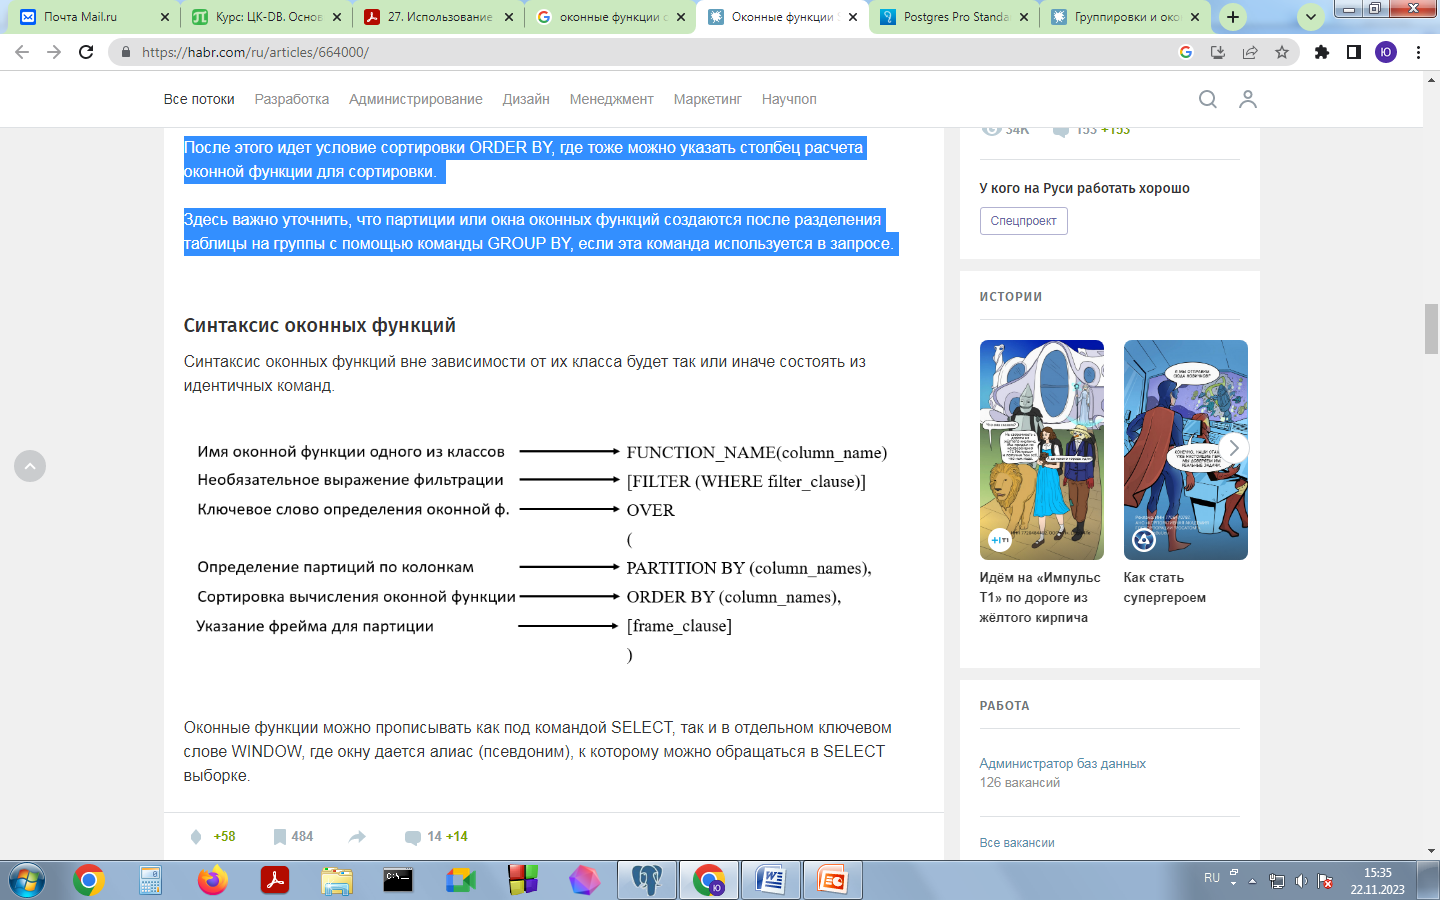 Почта Mail.ru
Курс: ЦК-DB. Основ
27. Использование
оконные функции с
Оконные функции
Postgres Pro Standa
Группировки и око
https://habr.com/ru/articles/664000/
Ю
Все потоки
Разработка
Администрирование
Дизайн
Менеджмент
Маркетинг
Научпоп
После этого идет условие сортировки ORDER BY, где тоже можно указать столбец расчета
оконной функции для сортировки.
Здесь важно уточнить, что партиции или окна оконных функций создаются после разделения
таблицы на группы с помощью команды GROUP BY, если эта команда используется в запросе.
Синтаксис оконных функций
Синтаксис оконных функций вне зависимости от их класса будет так или иначе состоять из
идентичных команд.
Имя оконной функции одного из классов FUNCTION_NAME(column_name)
Необязательное выражение фильтрации [FILTER (WHERE filter_clause)]
Ключевое слово определения оконной ф. OVER
(
Определение партиций по колонкам PARTITION BY (column_names),
Сортировка вычисления оконной функции ORDER BY (column_names),
Указание фрейма для партиции [frame_clause]
)
Оконные функции можно прописывать как под командой SELECT, так и в отдельном ключевом
слове WINDOW, где окну дается алиас (псевдоним), к которому можно обращаться в SELECT
выборке.
+58
484
14 +14
34K
153 +153
У кого на Руси работать хорошо
Спецпроект
ИСТОРИИ
Идём на «Импульс
Т1» по дороге из
жёлтого кирпича
Как стать
супергероем
РАБОТА
Администратор баз данных
126 вакансий
Все вакансии
RU
15:35
22.11.2023